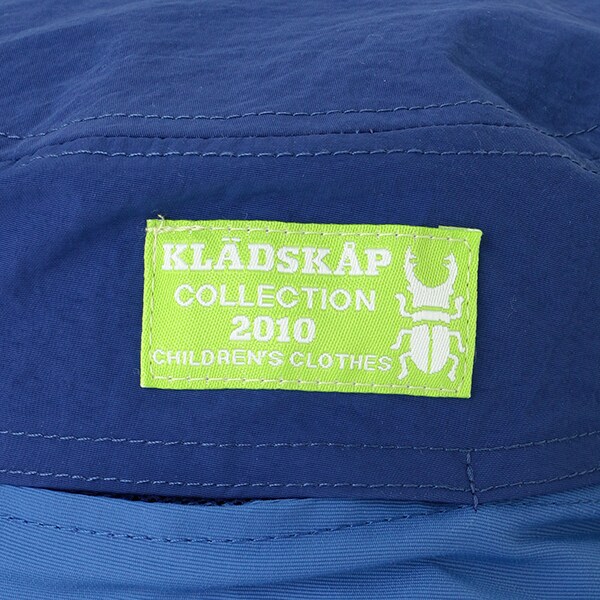 KLÄDSKÅP
COLLECTION
2010
CHILDREN'S CLOTHES